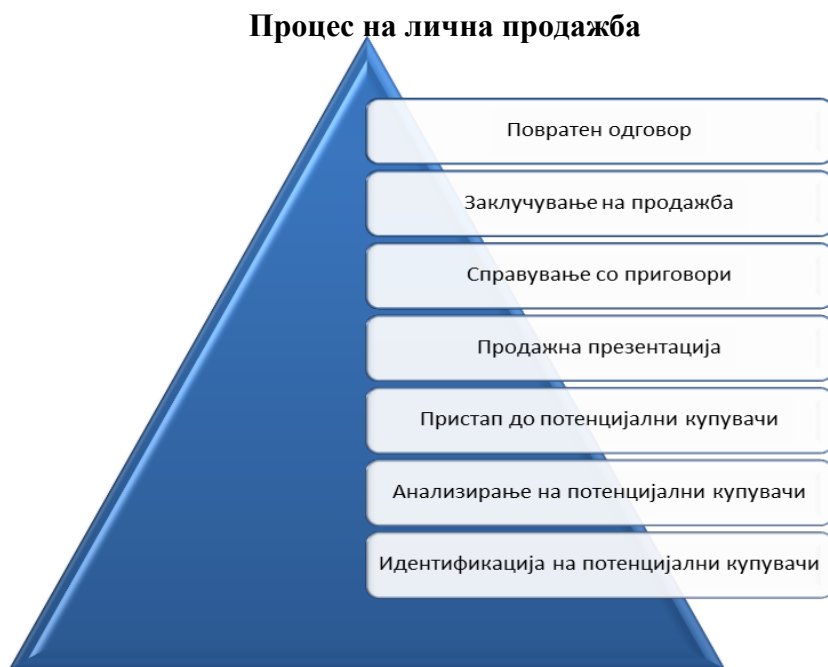 Процес на лична продажба
Повратен одговор
Заклучување на продажба
Справување со приговори
Продажна презентација
Пристап до потенцијални купувачи
Анализирање на потенцијални купувачи
Идентификација на потенцијални купувачи